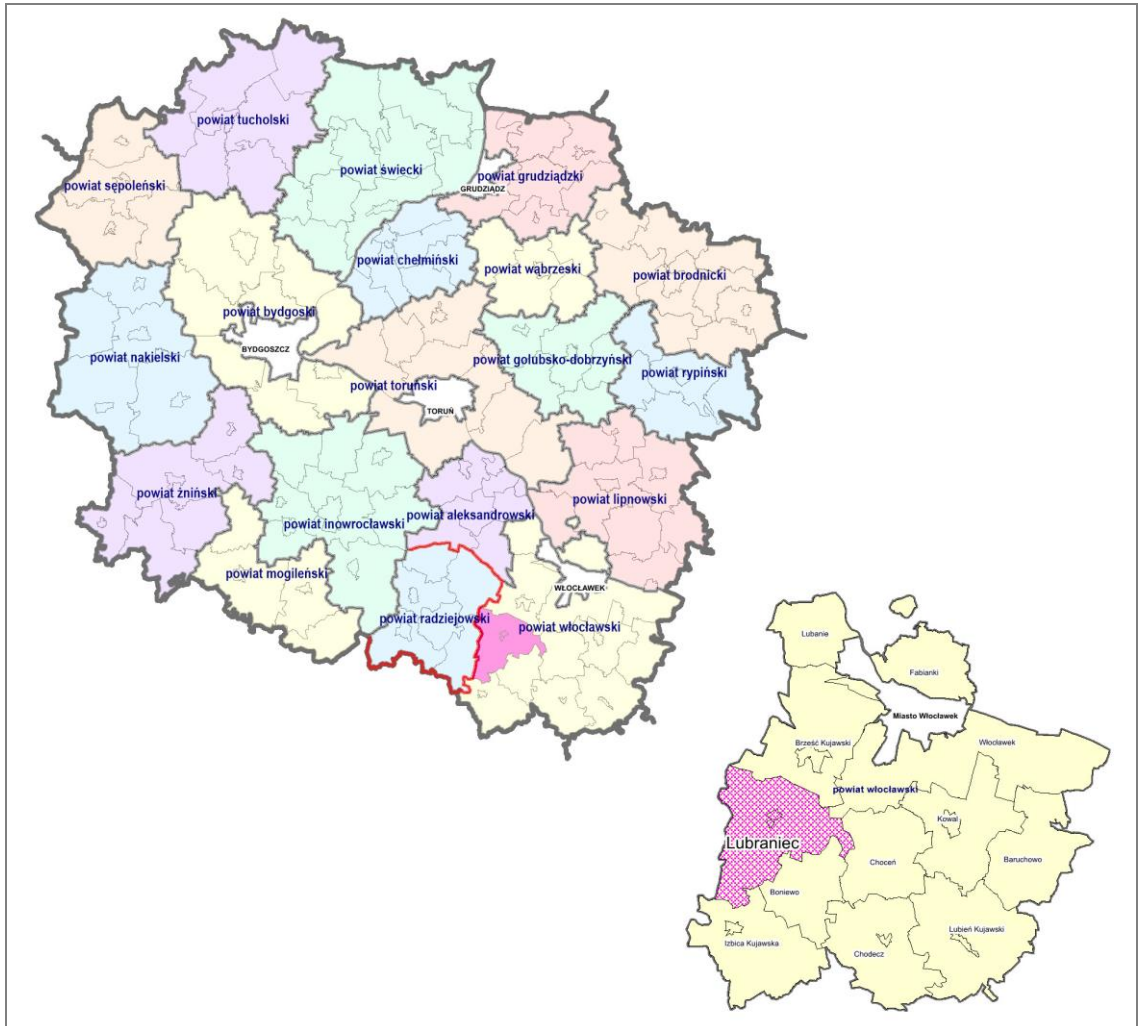 powiat tucholski
powiat świecki
powiat sępoleński
powiat grudziądzki
GRUDZIĄDZ
powiat chełmiński
powiat wąbrzeski
powiat brodnicki
powiat bydgoski
BYDGOSZCZ
powiat nakielski
powiat golubsko-dobrzyński
powiat rypiński
powiat toruński
TORUŃ
powiat żniński
powiat lipnowski
powiat inowrocławski
powiat aleksandrowski
powiat mogileński
WŁOCŁAWEK
powiat radziejowski
powiat włocławski
Lubanie
Fabianki
Miasto Włocławek
Brześć Kujawski
Włocławek
powiat włocławski
Kowal
Lubraniec
Choceń
Baruchowo
Boniewo
Izbica Kujawska
Lubień Kujawski
Chodecz